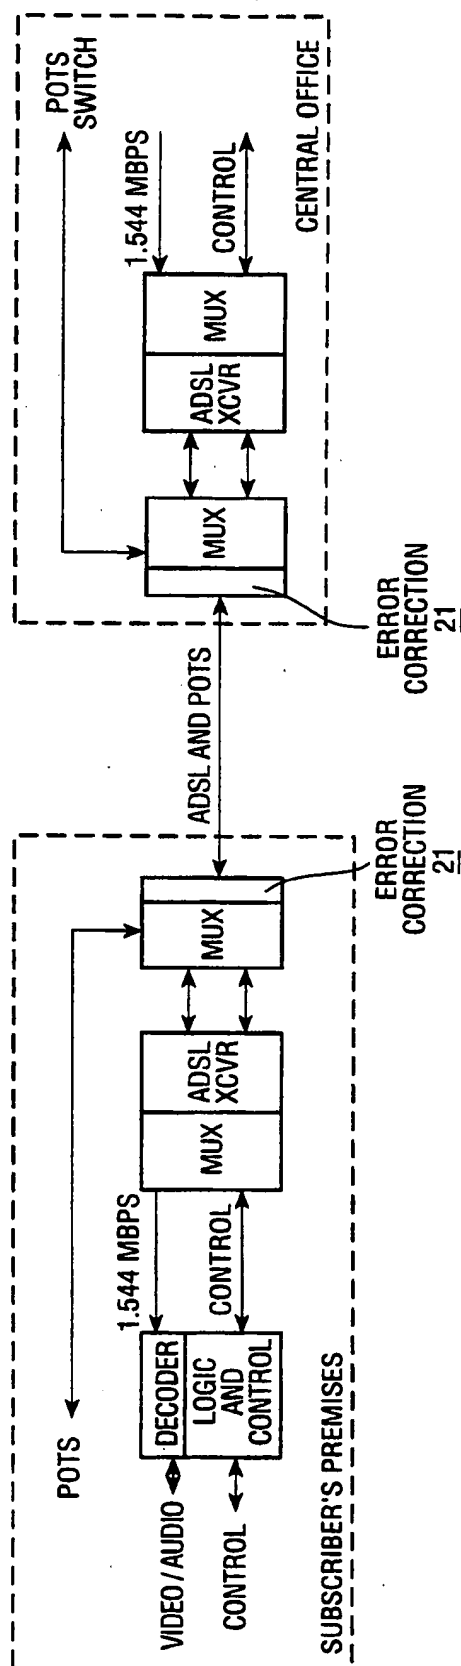 POTS
VIDEO/AUDIO
CONTROL
DECODER
LOGIC
AND
CONTROL
1.544 MBPS
CONTROL
MUX
ADSL
XCVR
MUX
SUBSCRIBER'S PREMISES
ERROR
CORRECTION
21
ADSL AND POTS
ERROR
CORRECTION
21
MUX
ADSL
XCVR
MUX
POTS
SWITCH
1.544 MBPS
CONTROL
CENTRAL OFFICE